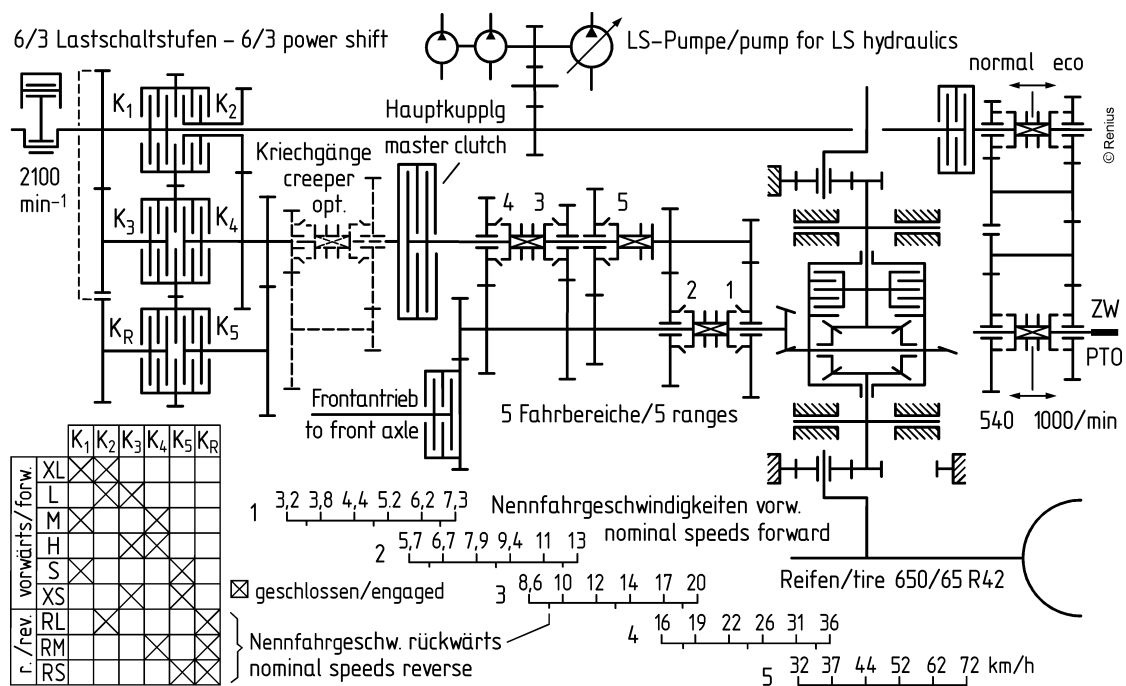 6/3 Lastschaltstufen – 6/3 power shift
LS-Pumpe/pump for LS hydraulics
normal eco
© Renius
K1
K2
Hauptkupplg
master clutch
Kriechgänge
creeper
opt.
2100
min-1
K3
K4
4 3 5
2 1
KR
K5
ZW
PTO
Frontantrieb
to front axle
5 Fahrbereiche/5 ranges
540 1000/min
K1 K2 K3 K4 K5 KR
vorwärts/forw.
XL
L
M
H
S
XS
r./rev.
RL
RM
RS
geschlossen/engaged
Nennfahrgeschw. rückwärts
nominal speeds reverse
Nennfahrgeschwindigkeiten vorw.
nominal speeds forward
1 3,2 3,8 4,4 5.2 6,2 7,3
2 5,7 6,7 7,9 9,4 11 13
3 8,6 10 12 14 17 20
4 16 19 22 26 31 36
5 32 37 44 52 62 72 km/h
Reifen/tire 650/65 R42